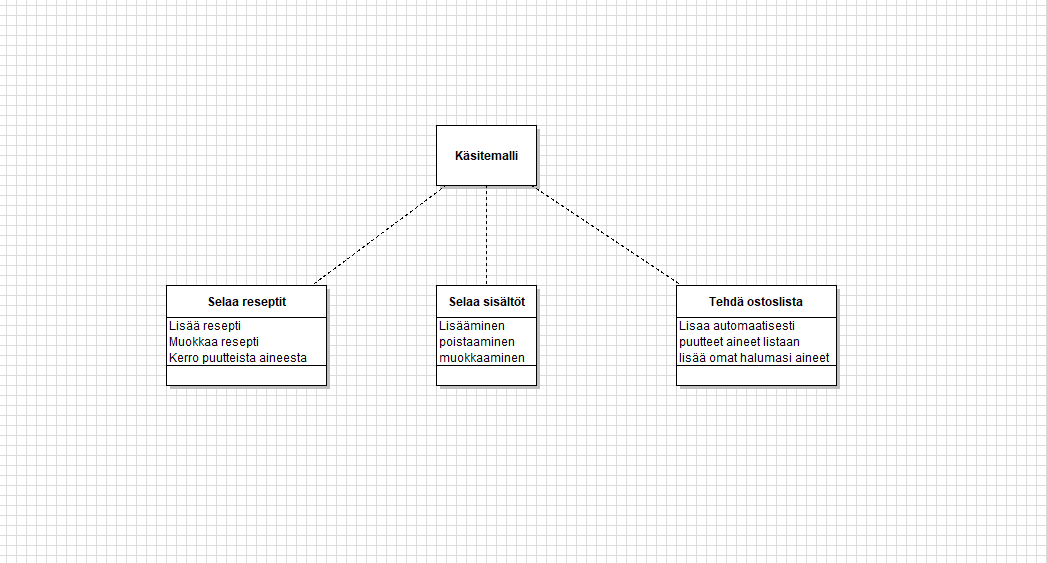 Käsitemalli
Selaa reseptit
Lisää resepti
Muokkaa resepti
Kerro puutteista aineesta
Selaa sisältöt
Lisääminen
poistaaminen
muokkaaminen
Tehdä ostoslista
Lisaa automaatisesti
puutteet aineet listaan
lisää omat halumasi aineet